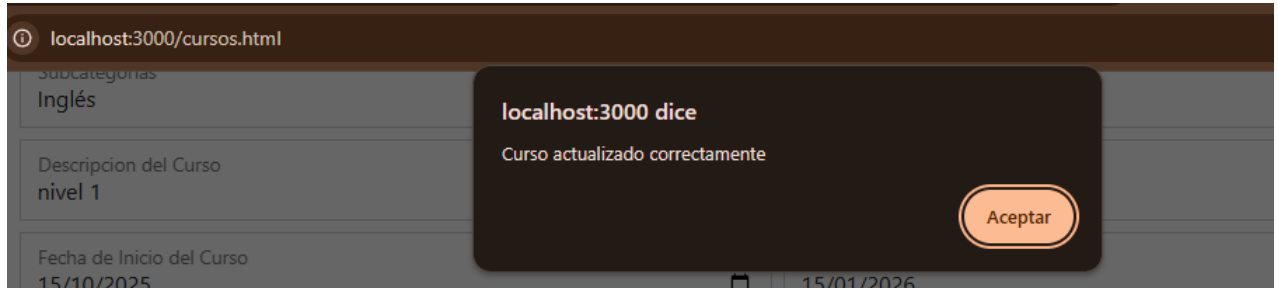 localhost:3000/cursos.html
Subcategorias
Inglés
localhost:3000 dice
Curso actualizado correctamente
Aceptar
Descripcion del Curso
nivel 1
Fecha de Inicio del Curso
15/10/2025
15/01/2026